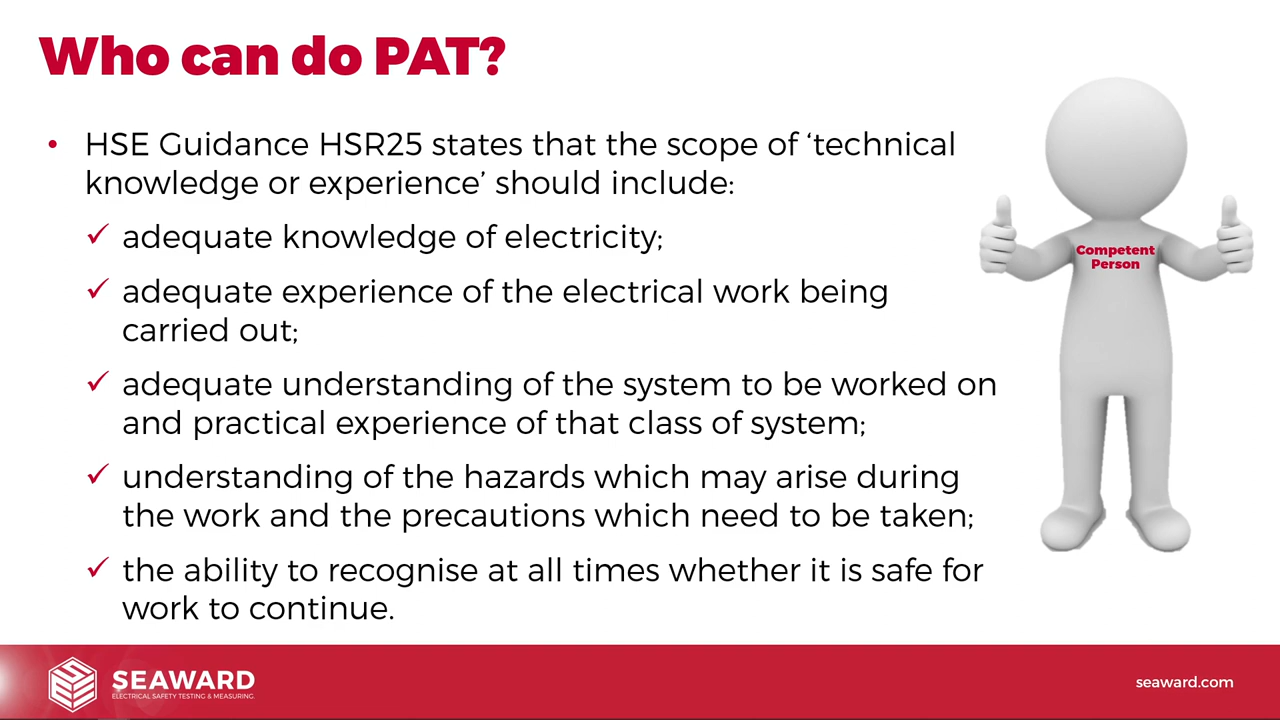 Who can do PAT?
• HSE Guidance HSR25 states that the scope of ‘technical
knowledge or experience’ should include:
✓ adequate knowledge of electricity;
✓ adequate experience of the electrical work being
carried out;
✓ adequate understanding of the system to be worked on
and practical experience of that class of system;
✓ understanding of the hazards which may arise during
the work and the precautions which need to be taken;
✓ the ability to recognise at all times whether it is safe for
work to continue.
Competent
Person
SEAWARD
ELECTRICAL SAFETY TESTING & MEASURING.
seaward.com